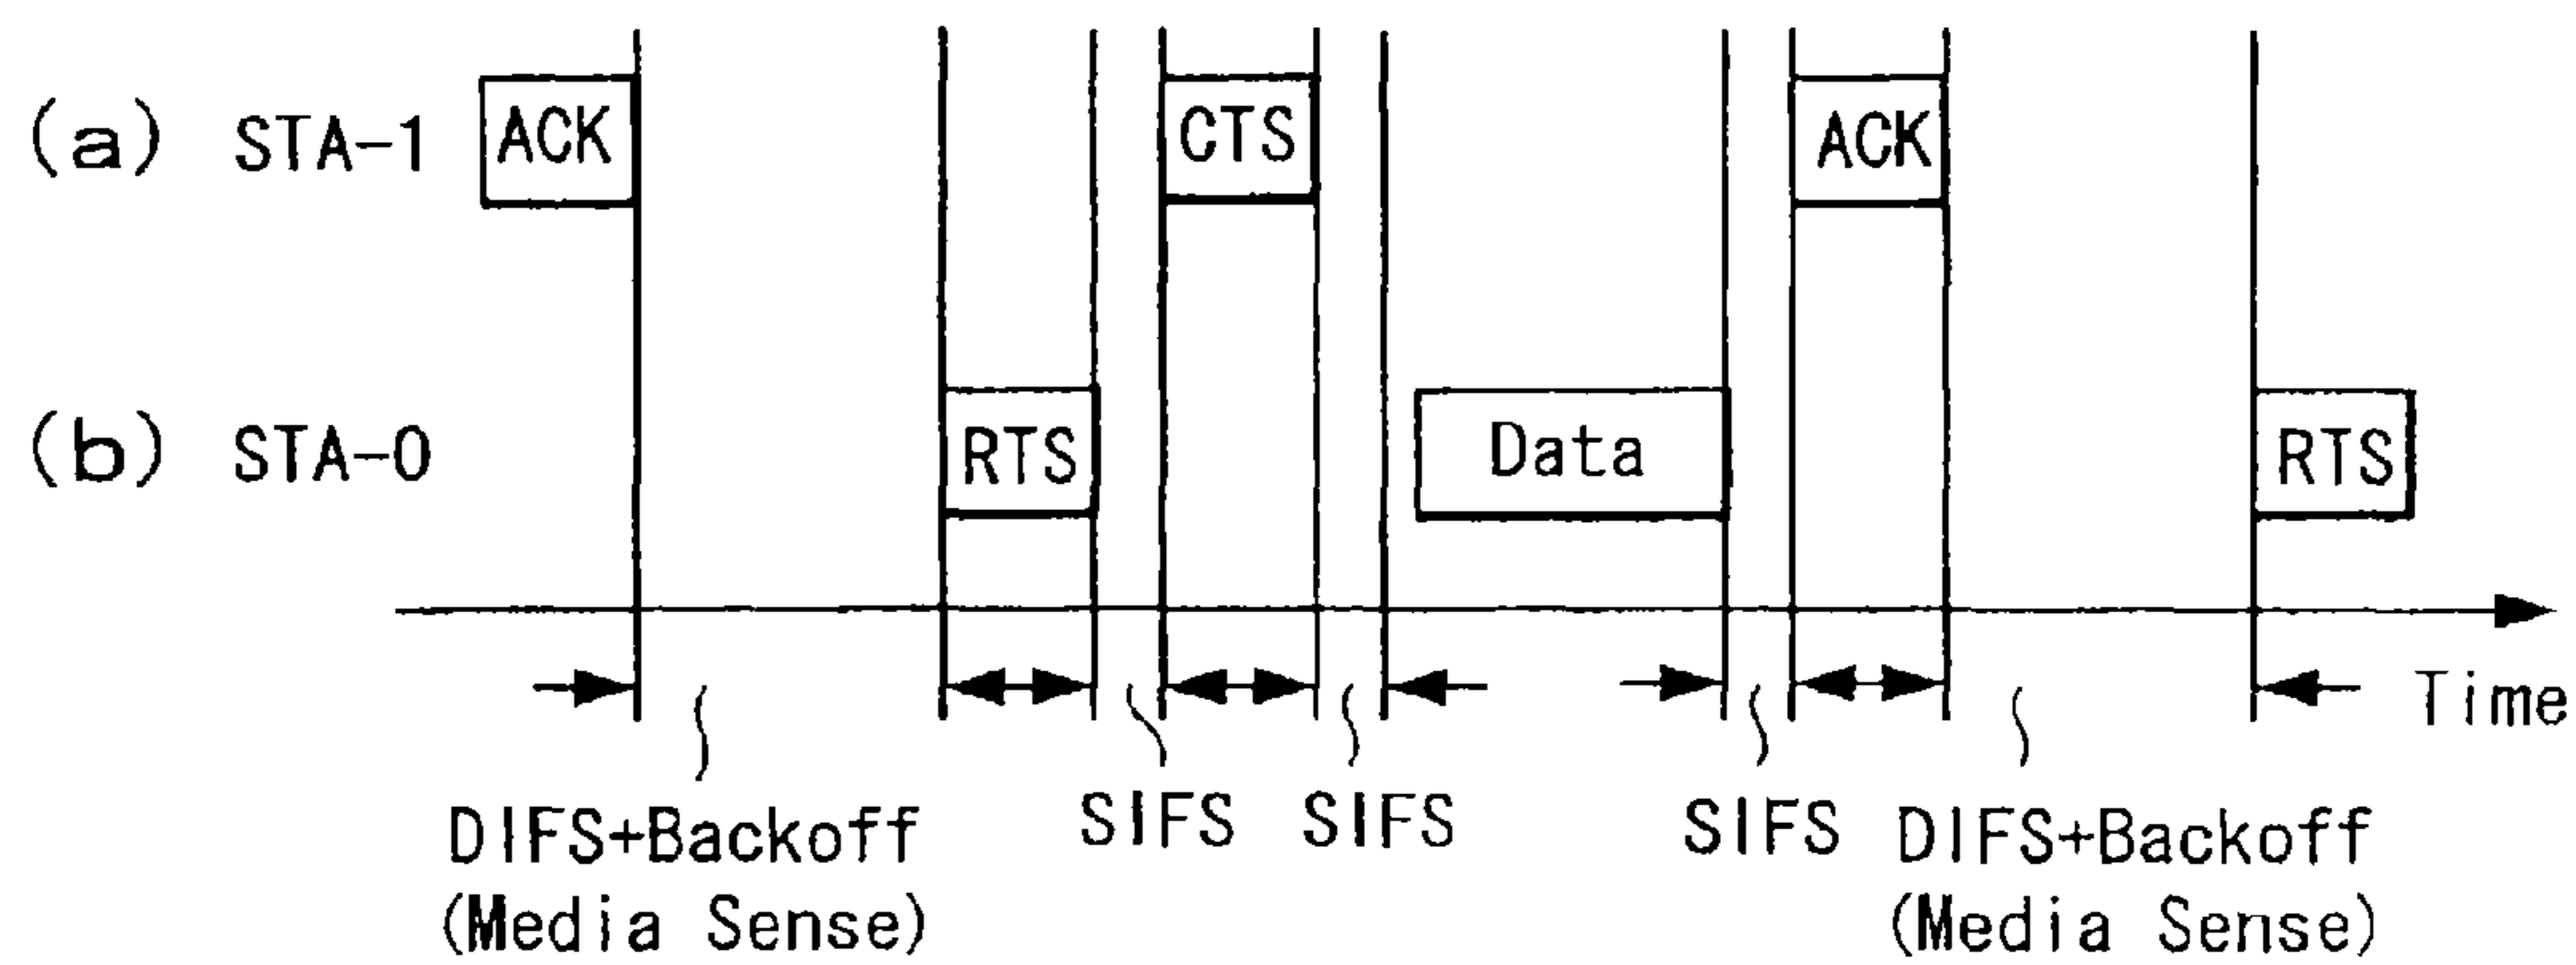 (a) STA-1 ACK CTS ACK
(b) STA-0 RTS Data RTS
Time
SIFS SIFS SIFS
DIFS+Backoff DIFS+Backoff
(Media Sense) (Media Sense)